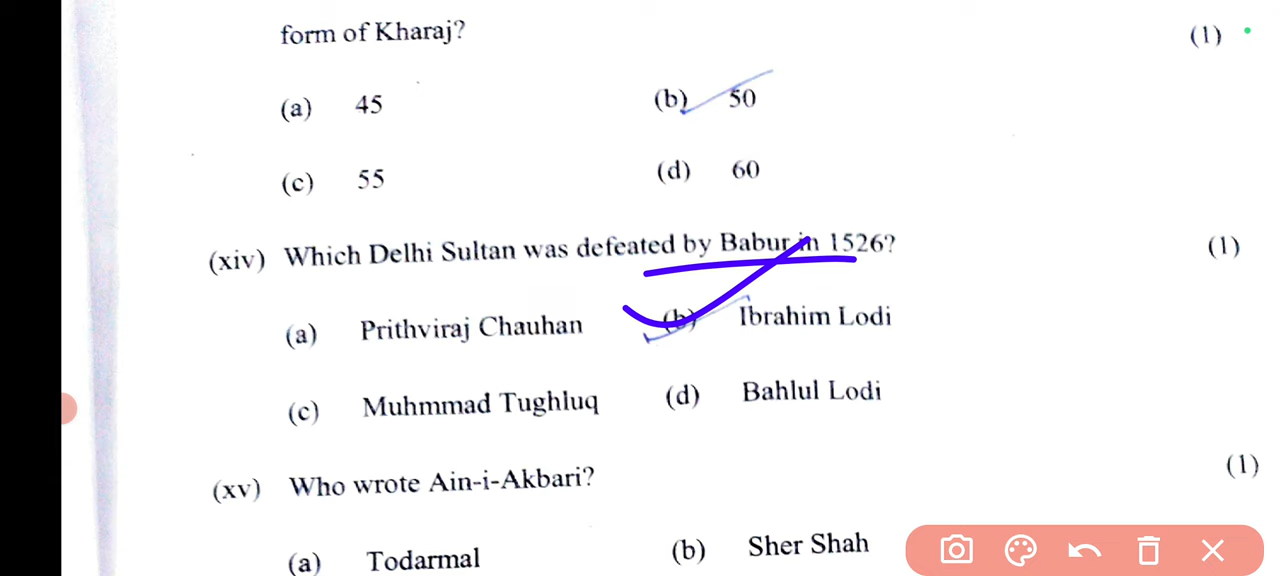 form of Kharaj? (1)
(a) 45 (b) 50
(c) 55 (d) 60
(xiv) Which Delhi Sultan was defeated by Babur in 1526? (1)
(a) Prithviraj Chauhan (b) Ibrahim Lodi
(c) Muhmmad Tughluq (d) Bahlul Lodi
(xv) Who wrote Ain-i-Akbari? (1)
(a) Todarmal (b) Sher Shah